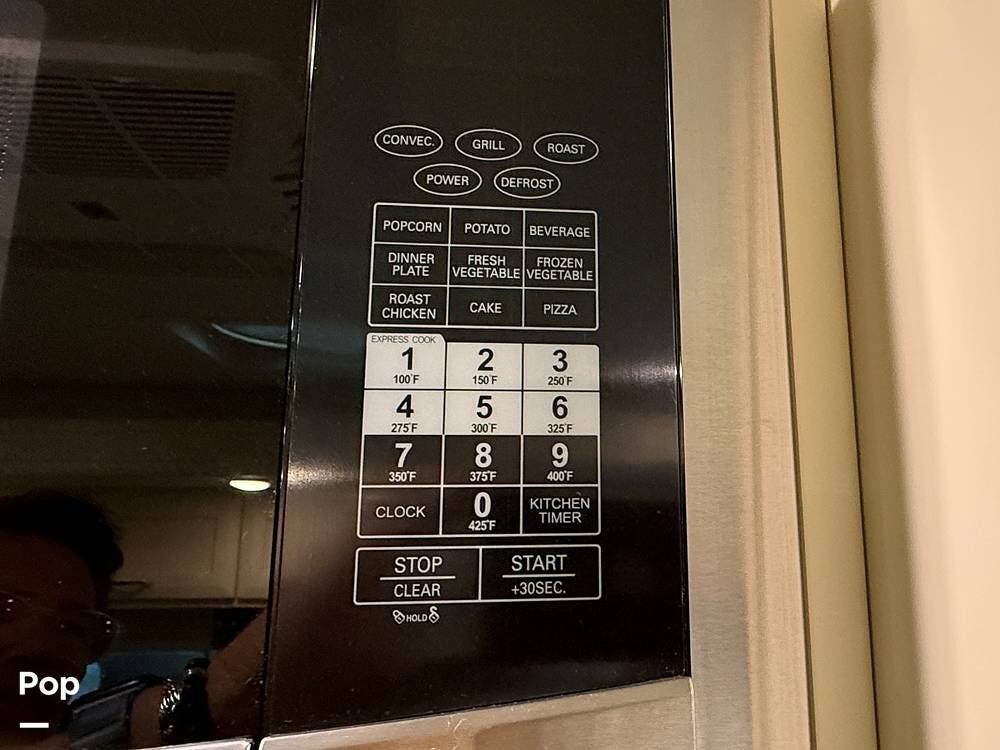 CONVEC. GRILL ROAST
POWER DEFROST
POPCORN POTATO BEVERAGE
DINNER PLATE FRESH VEGETABLE FROZEN VEGETABLE
ROAST CHICKEN CAKE PIZZA
EXPRESS COOK
1 2 3
100°F 150°F 250°F
4 5 6
275°F 300°F 325°F
7 8 9
350°F 375°F 400°F
CLOCK 0 KITCHEN TIMER
425°F
STOP START
CLEAR +30SEC.
HOLD
Pop